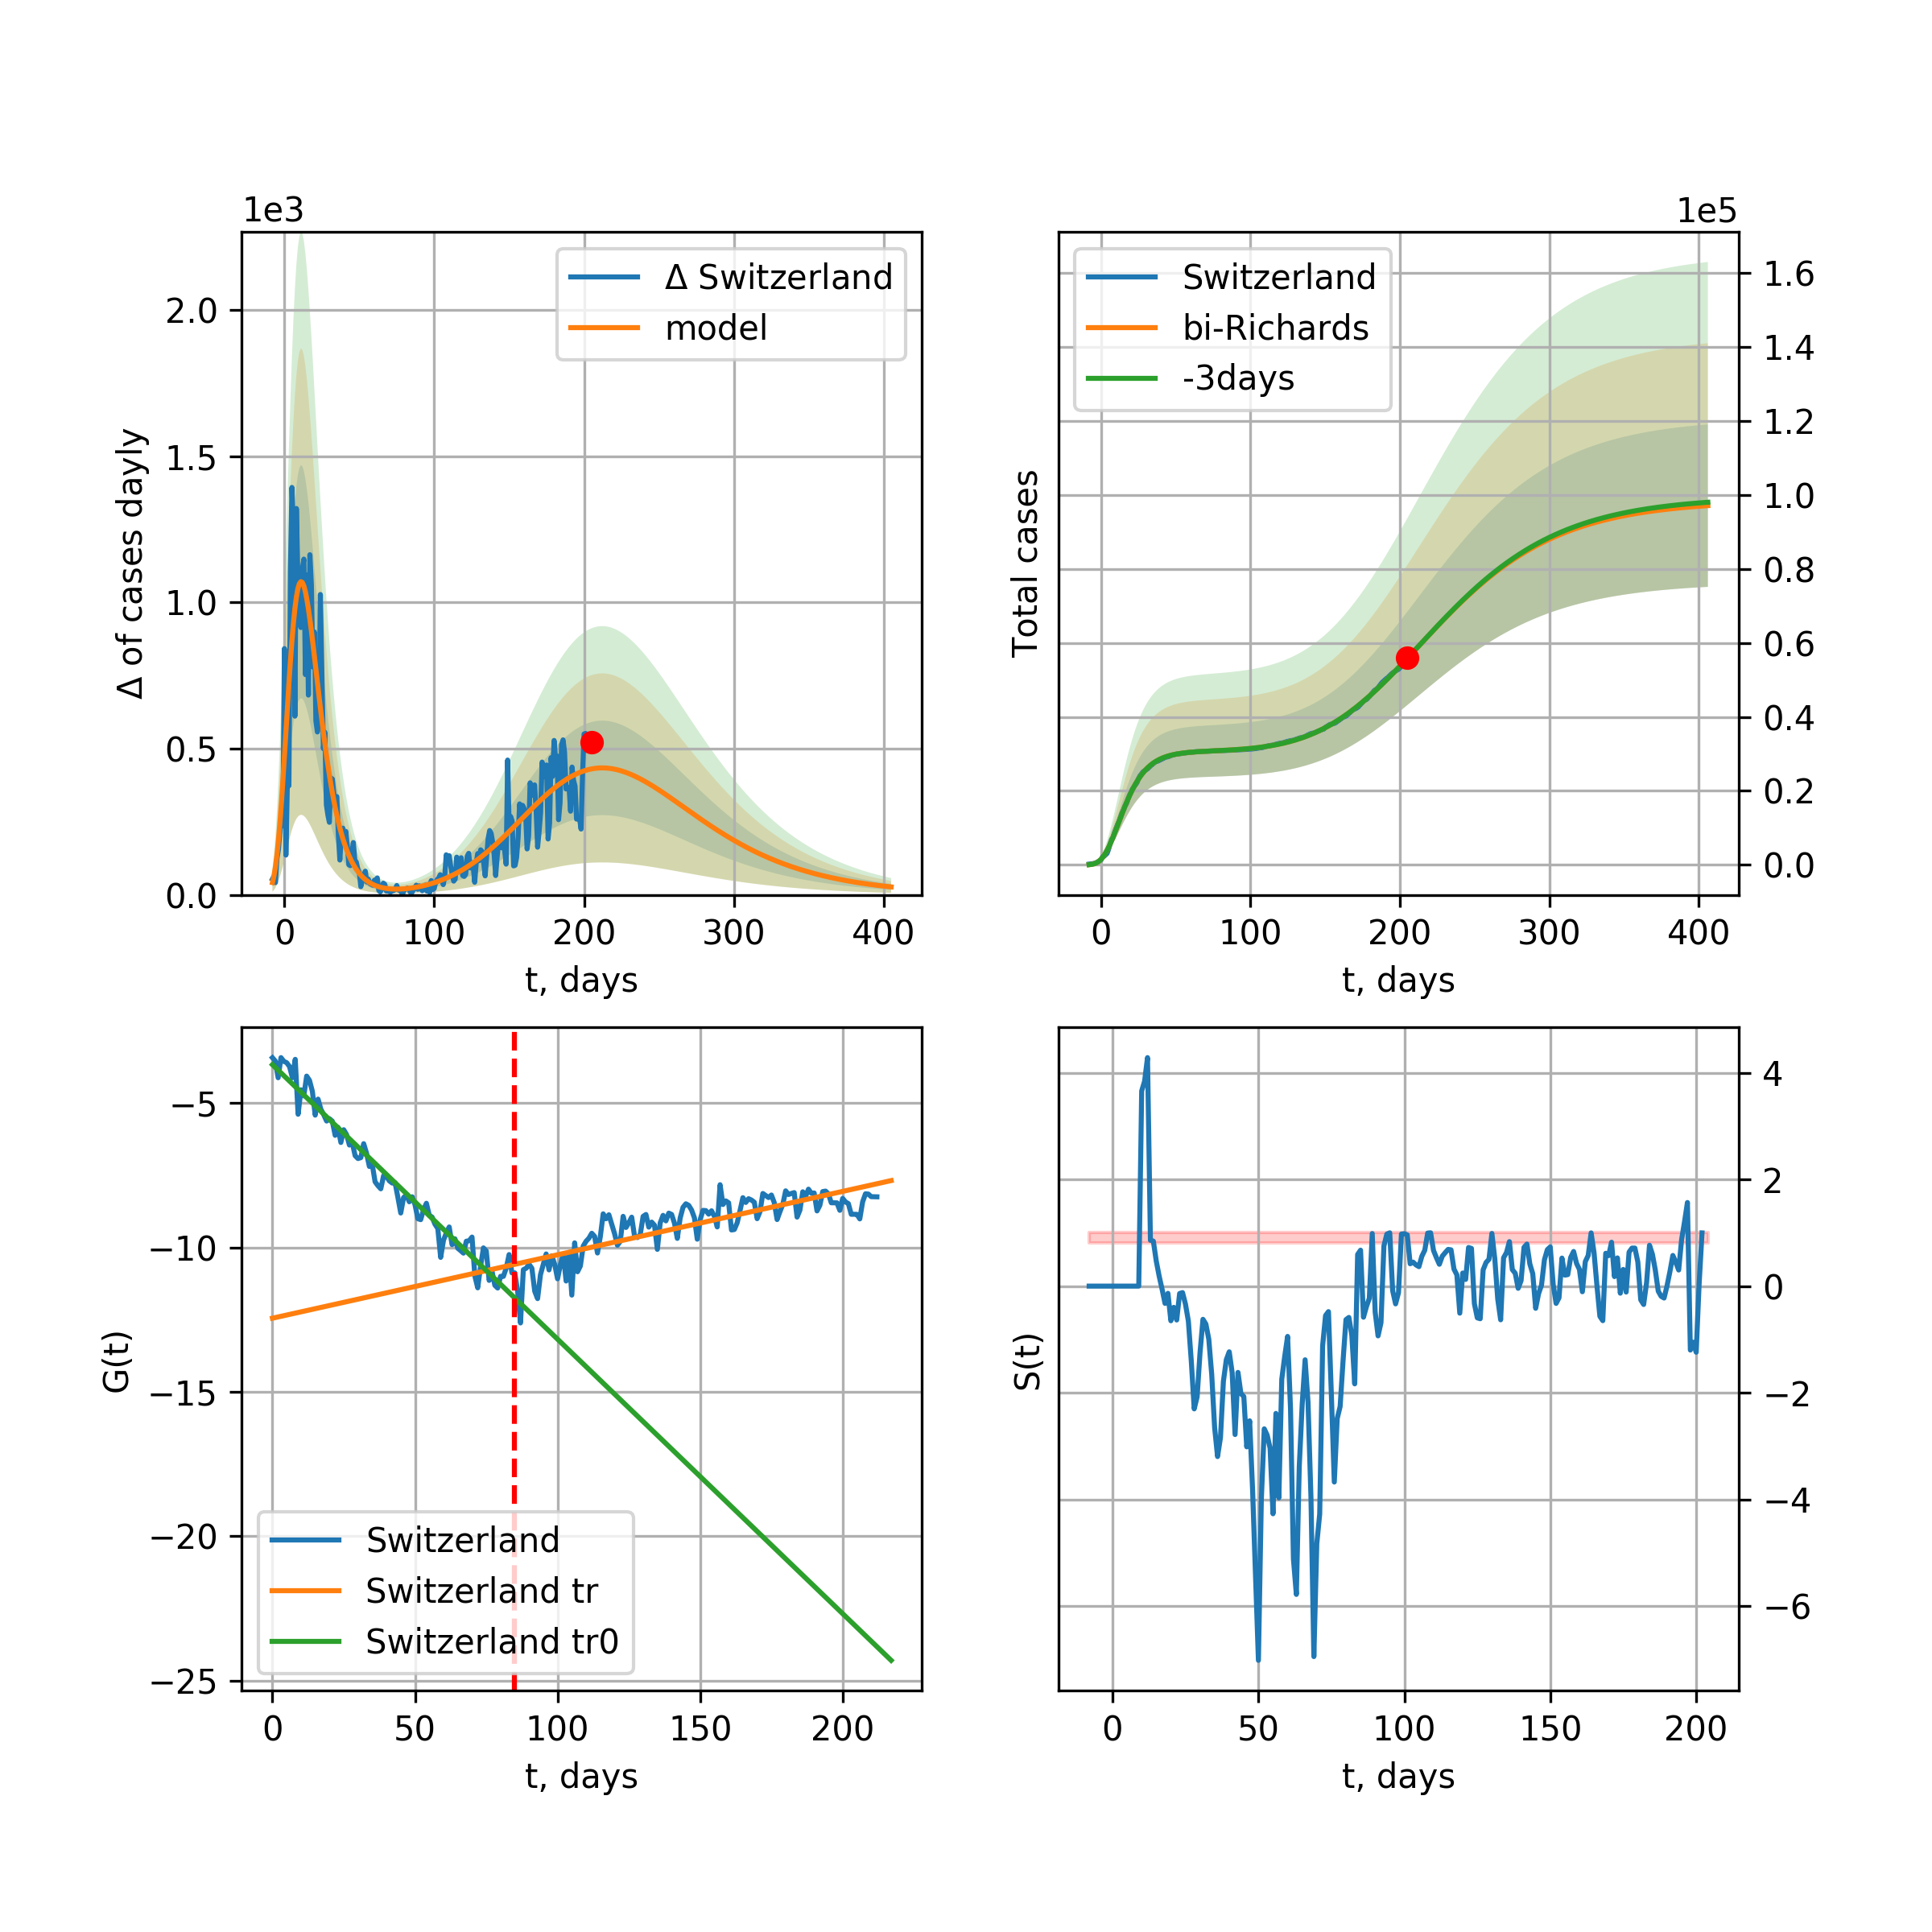 1e3
Δ of cases dayly
2.0
1.5
1.0
0.5
0.0
Δ Switzerland
model
0 100 200 300 400
t, days
1e5
Total cases
Switzerland
bi-Richards
-3days
1.6
1.4
1.2
1.0
0.8
0.6
0.4
0.2
0.0
0 100 200 300 400
t, days
G(t)
−5
−10
−15
−20
−25
Switzerland
Switzerland tr
Switzerland tr0
0 50 100 150 200
t, days
S(t)
4
2
0
−2
−4
−6
0 50 100 150 200
t, days